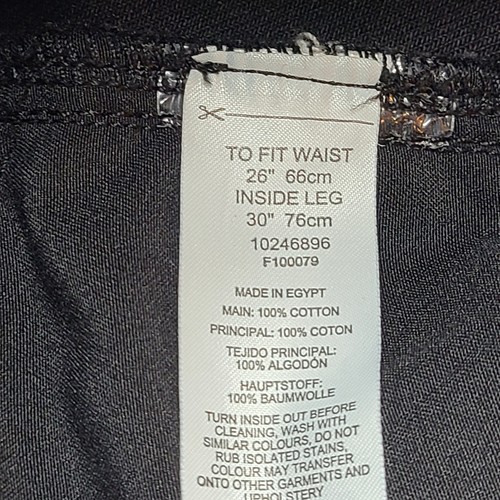 TO FIT WAIST
26" 66cm
INSIDE LEG
30" 76cm
10246896
F100079
MADE IN EGYPT
MAIN: 100% COTTON
PRINCIPAL: 100% COTON
TEJIDO PRINCIPAL:
100% ALGODÓN
HAUPTSTOFF:
100% BAUMWOLLE
TURN INSIDE OUT BEFORE
CLEANING, WASH WITH
SIMILAR COLOURS, DO NOT
RUB ISOLATED STAINS,
COLOUR MAY TRANSFER
ONTO OTHER GARMENTS AND
UPHOLSTERY